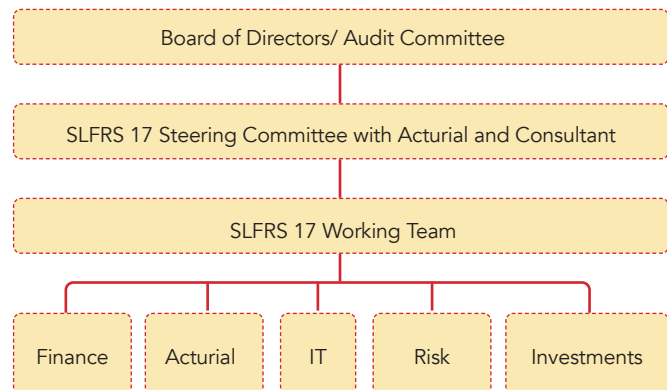 Board of Directors/ Audit Committee
SLFRS 17 Steering Committee with Acturial and Consultant
SLFRS 17 Working Team
Finance
Acturial
IT
Risk
Investments